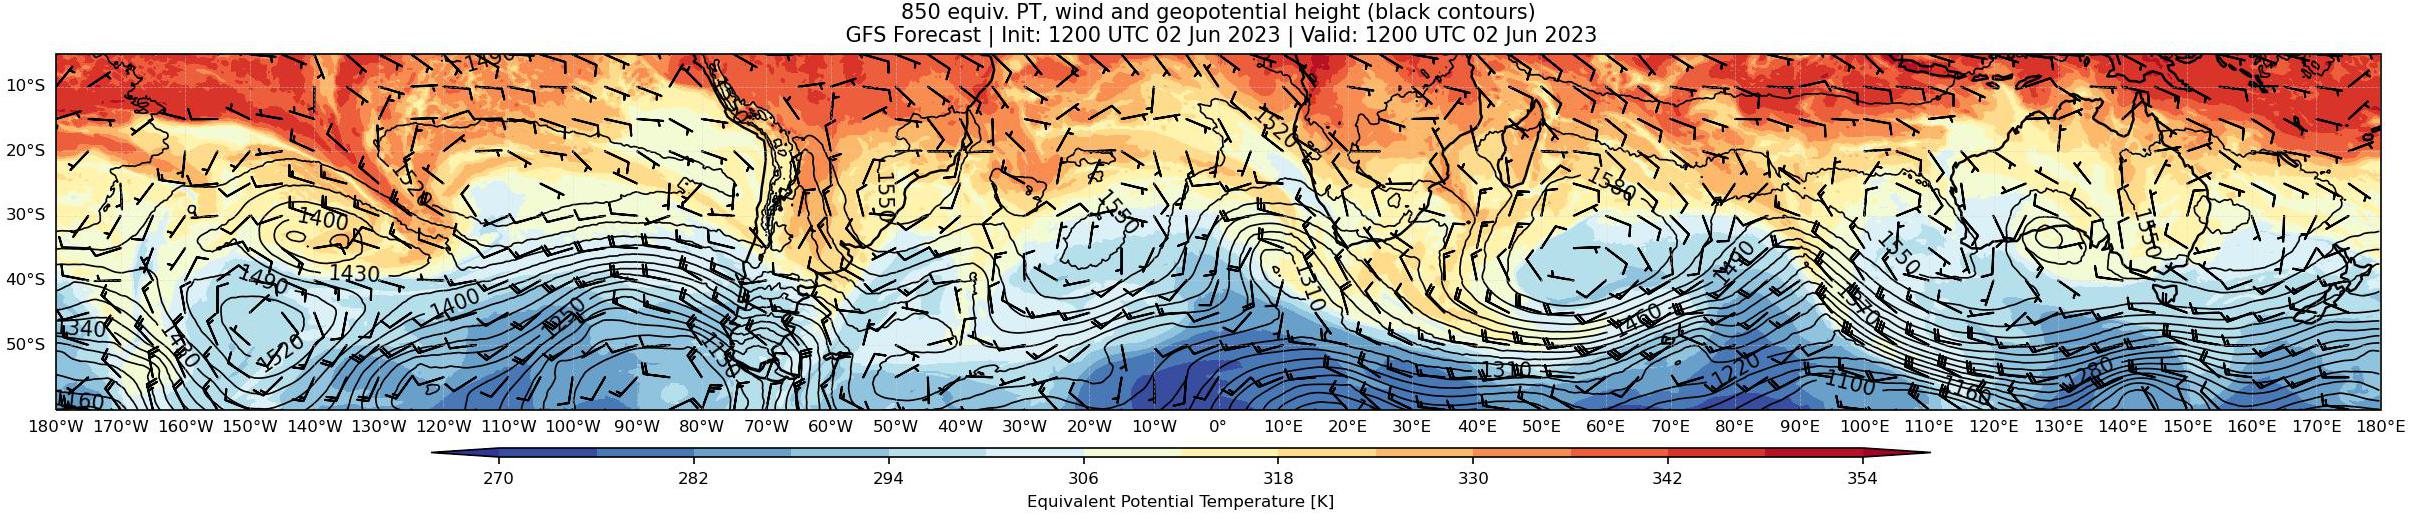 850 equiv. PT, wind and geopotential height (black contours)
GFS Forecast | Init: 1200 UTC 02 Jun 2023 | Valid: 1200 UTC 02 Jun 2023
10°S
20°S
30°S
40°S
50°S
1490
1520
1400
1430
1490
1400
1250
1340
1520
1160
1550
1550
1520
1310
1580
1490
1460
1310
1220
1550
1370
1100
1160
1280
1550
180°W 170°W 160°W 150°W 140°W 130°W 120°W 110°W 100°W 90°W 80°W 70°W 60°W 50°W 40°W 30°W 20°W 10°W 0° 10°E 20°E 30°E 40°E 50°E 60°E 70°E 80°E 90°E 100°E 110°E 120°E 130°E 140°E 150°E 160°E 170°E 180°E
270 282 294 306 318 330 342 354
Equivalent Potential Temperature [K]